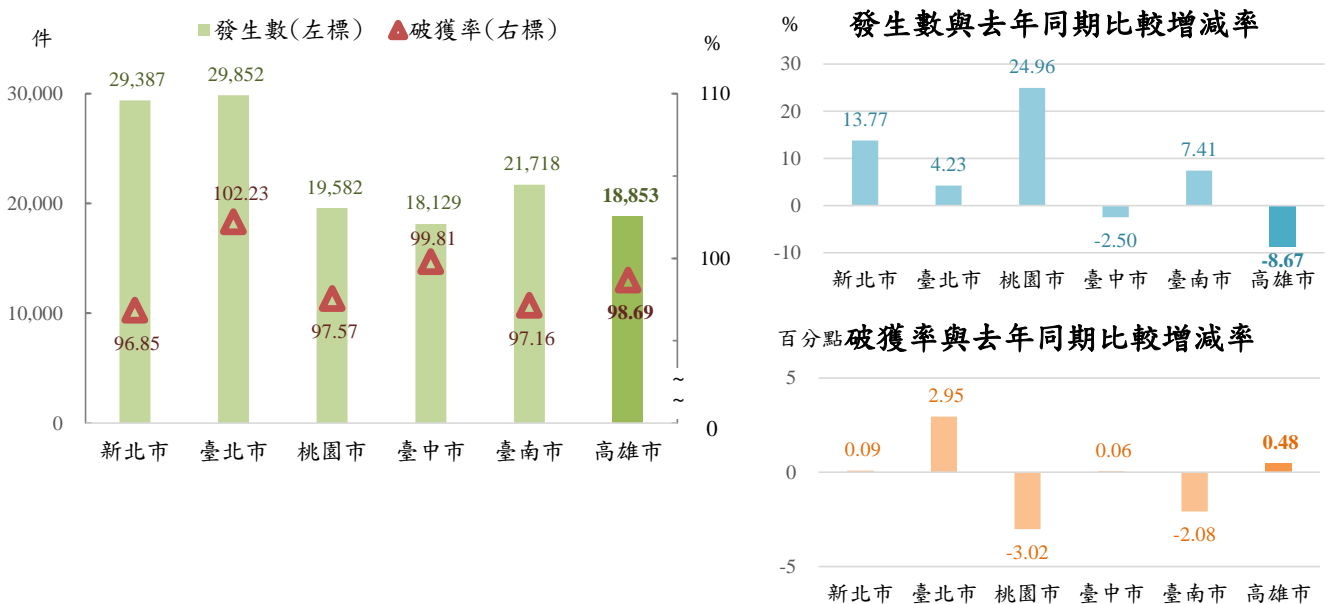 件
發生數(左標) 破獲率(右標)
%
29,387 29,852 19,582 18,129 21,718 18,853
96.85 102.23 97.57 99.81 97.16 98.69
30,000
20,000
10,000
0
110
100
~
~
0
新北市 臺北市 桃園市 臺中市 臺南市 高雄市
% 發生數與去年同期比較增減率
30
20
10
0
-10
13.77 4.23 24.96 -2.50 7.41 -8.67
新北市 臺北市 桃園市 臺中市 臺南市 高雄市
百分點 破獲率與去年同期比較增減率
5
0
-5
0.09 2.95 -3.02 0.06 -2.08 0.48
新北市 臺北市 桃園市 臺中市 臺南市 高雄市